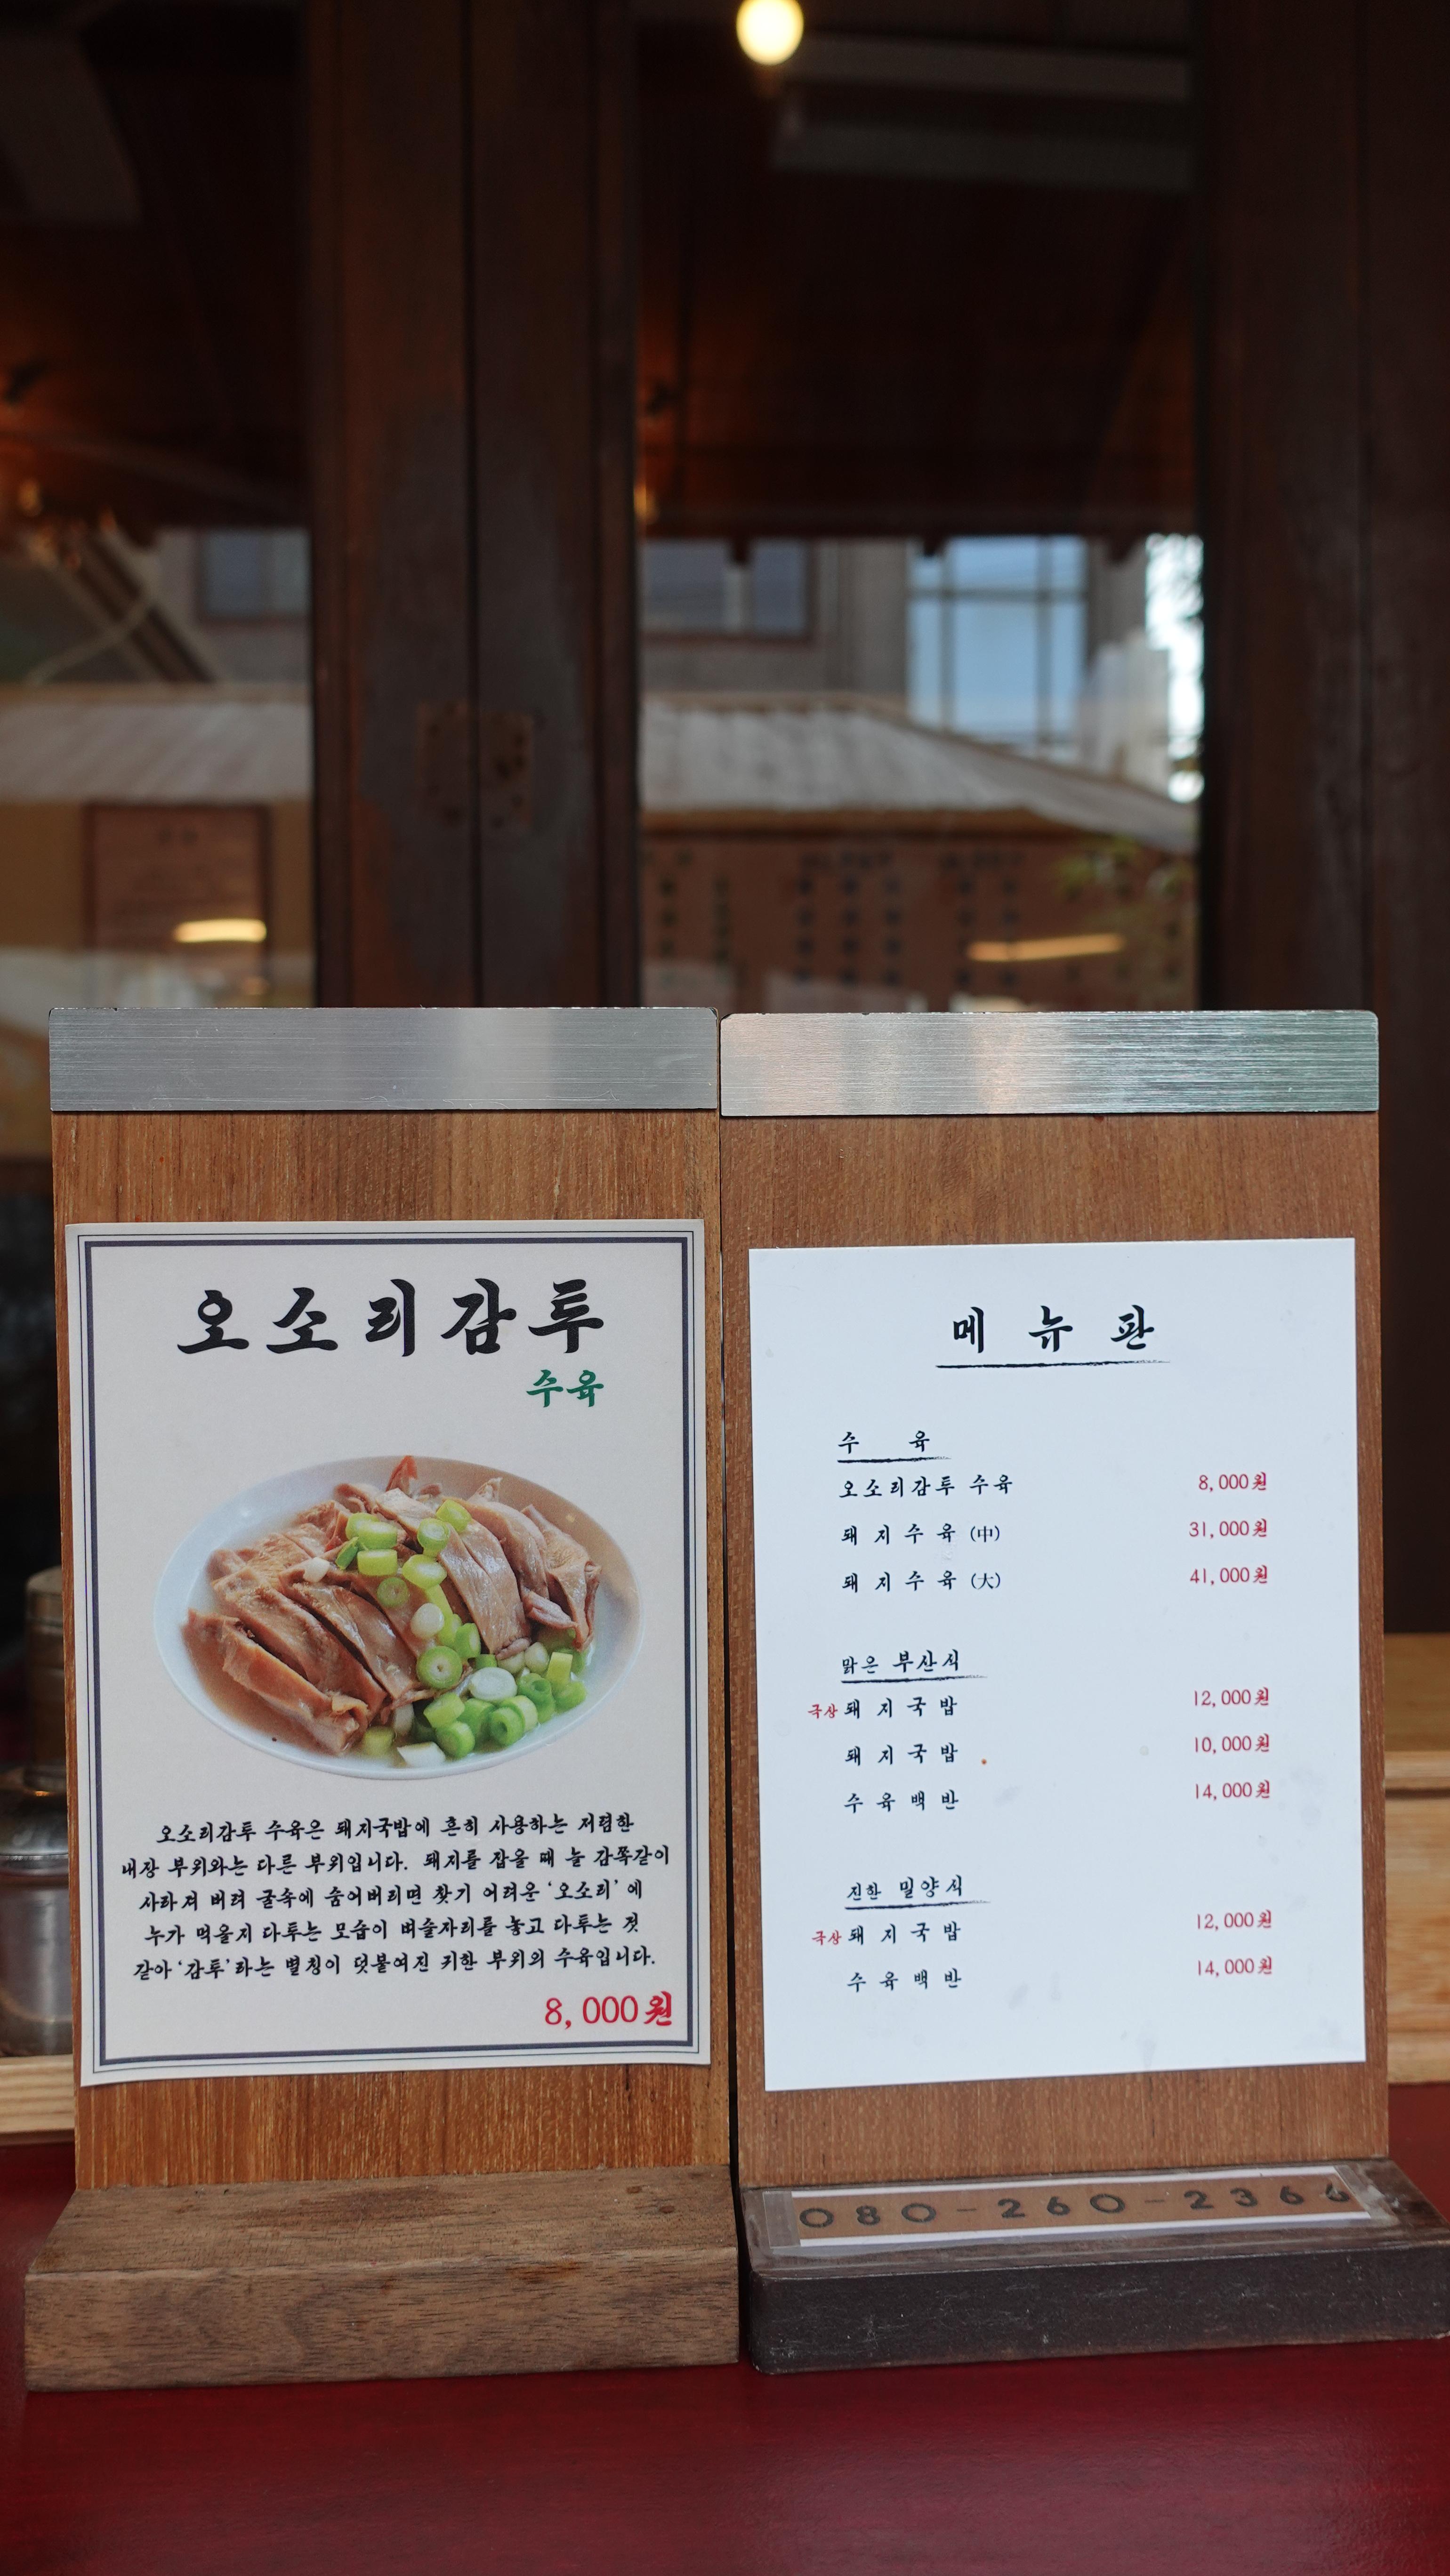 오소리감투
수육
오소리감투 수육은 돼지국밥에 흔히 사용하는 저렴한
내장 부위와는 다른 부위입니다. 돼지를 잡을 때 늘 감쪽같이
사라져 버려 굴속에 숨어버리면 찾기 어려운 '오소리' 에
누가 먹을지 다투는 모습이 벼슬자리를 놓고 다투는 것
같아 '감투'라는 별칭이 덧붙여진 귀한 부위의 수육입니다.
8,000원
메뉴판
수육
오소리감투 수육 8,000원
돼지수육 (中) 31,000원
돼지수육 (大) 41,000원
맑은 부산식
극상 돼지국밥 12,000원
돼지국밥 10,000원
수육백반 14,000원
진한 밀양식
극상 돼지국밥 12,000원
수육백반 14,000원
080-260-2366